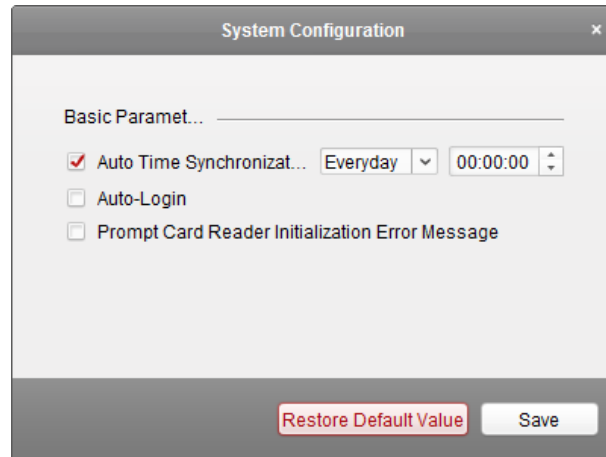 System Configuration ×
Basic Paramet...
Auto Time Synchronizat... Everyday 00:00:00
Auto-Login
Prompt Card Reader Initialization Error Message
Restore Default Value Save